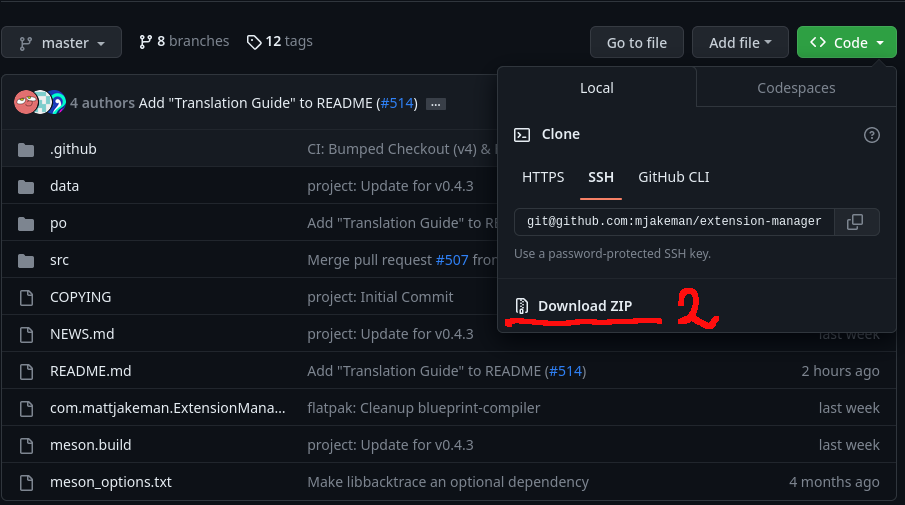 master 8 branches 12 tags Go to file Add file Code
Local Codespaces
4 authors Add "Translation Guide" to README (#514) ...
Clone
.github CI: Bumped Checkout (v4) &
HTTPS SSH GitHub CLI
data project: Update for v0.4.3
po Add "Translation Guide" to RE
git@github.com:mjakeman/extension-manager
src Merge pull request #507 fro
Use a password-protected SSH key.
COPYING project: Initial Commit
Download ZIP 2
NEWS.md project: Update for v0.4.3 last week
README.md Add "Translation Guide" to README (#514) 2 hours ago
com.mattjakeman.ExtensionMana... flatpak: Cleanup blueprint-compiler last week
meson.build project: Update for v0.4.3 last week
meson_options.txt Make libbacktrace an optional dependency 4 months ago